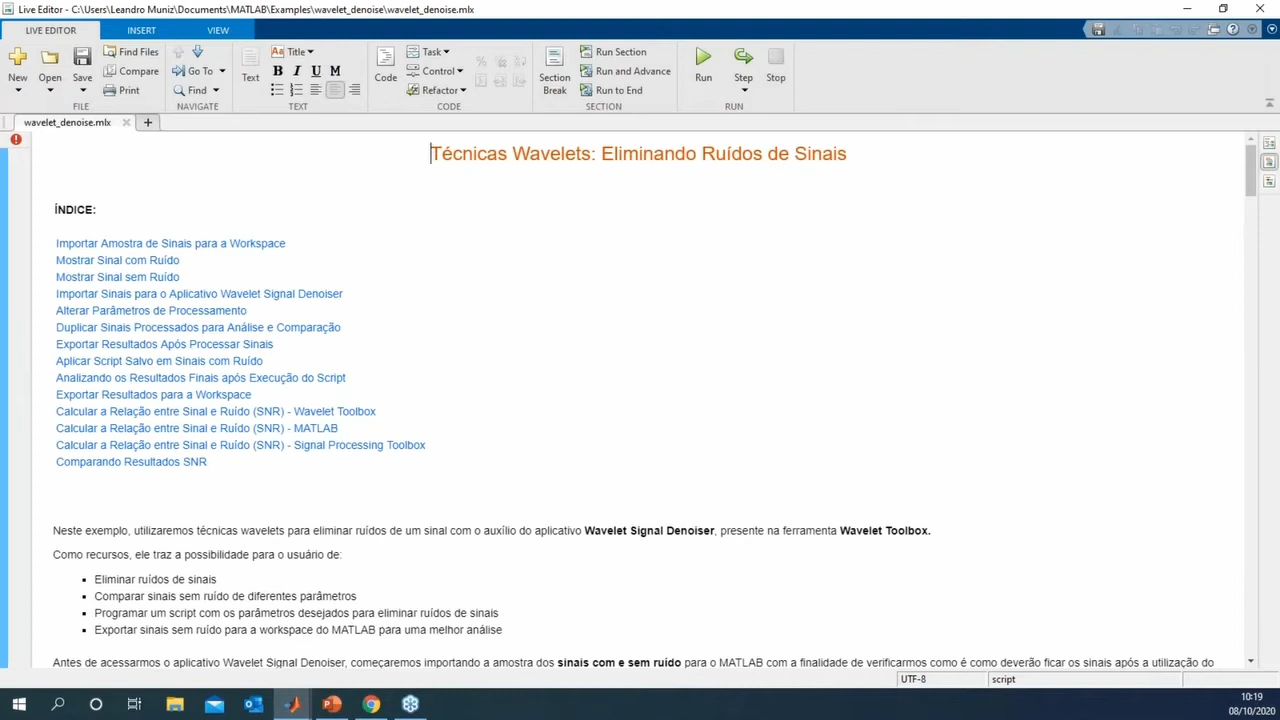 Live Editor - C:\Users\Leandro Muniz\Documents\MATLAB\Examples\wavelet_denoise\wavelet_denoise.mlx
LIVE EDITOR INSERT VIEW
New Open Save Find Files Compare Print
FILE
Go To Find
NAVIGATE
Text Title
B I U M
TEXT
Code Task Control Refactor
CODE
Section Break Run Section Run and Advance Run to End
SECTION
Run Step Stop
RUN
wavelet_denoise.mlx
Técnicas Wavelets: Eliminando Ruídos de Sinais
ÍNDICE:
Importar Amostra de Sinais para a Workspace
Mostrar Sinal com Ruído
Mostrar Sinal sem Ruído
Importar Sinais para o Aplicativo Wavelet Signal Denoiser
Alterar Parâmetros de Processamento
Duplicar Sinais Processados para Análise e Comparação
Exportar Resultados Após Processar Sinais
Aplicar Script Salvo em Sinais com Ruído
Analizando os Resultados Finais após Execução do Script
Exportar Resultados para a Workspace
Calcular a Relação entre Sinal e Ruído (SNR) - Wavelet Toolbox
Calcular a Relação entre Sinal e Ruído (SNR) - MATLAB
Calcular a Relação entre Sinal e Ruído (SNR) - Signal Processing Toolbox
Comparando Resultados SNR
Neste exemplo, utilizaremos técnicas wavelets para eliminar ruídos de um sinal com o auxílio do aplicativo Wavelet Signal Denoiser, presente na ferramenta Wavelet Toolbox.
Como recursos, ele traz a possibilidade para o usuário de:
Eliminar ruídos de sinais
Comparar sinais sem ruído de diferentes parâmetros
Programar um script com os parâmetros desejados para eliminar ruídos de sinais
Exportar sinais sem ruído para a workspace do MATLAB para uma melhor análise
Antes de acessarmos o aplicativo Wavelet Signal Denoiser, começaremos importando a amostra dos sinais com e sem ruído para o MATLAB com a finalidade de verificarmos como é como deverão ficar os sinais após a utilização do
UTF-8 script
10:19
08/10/2020